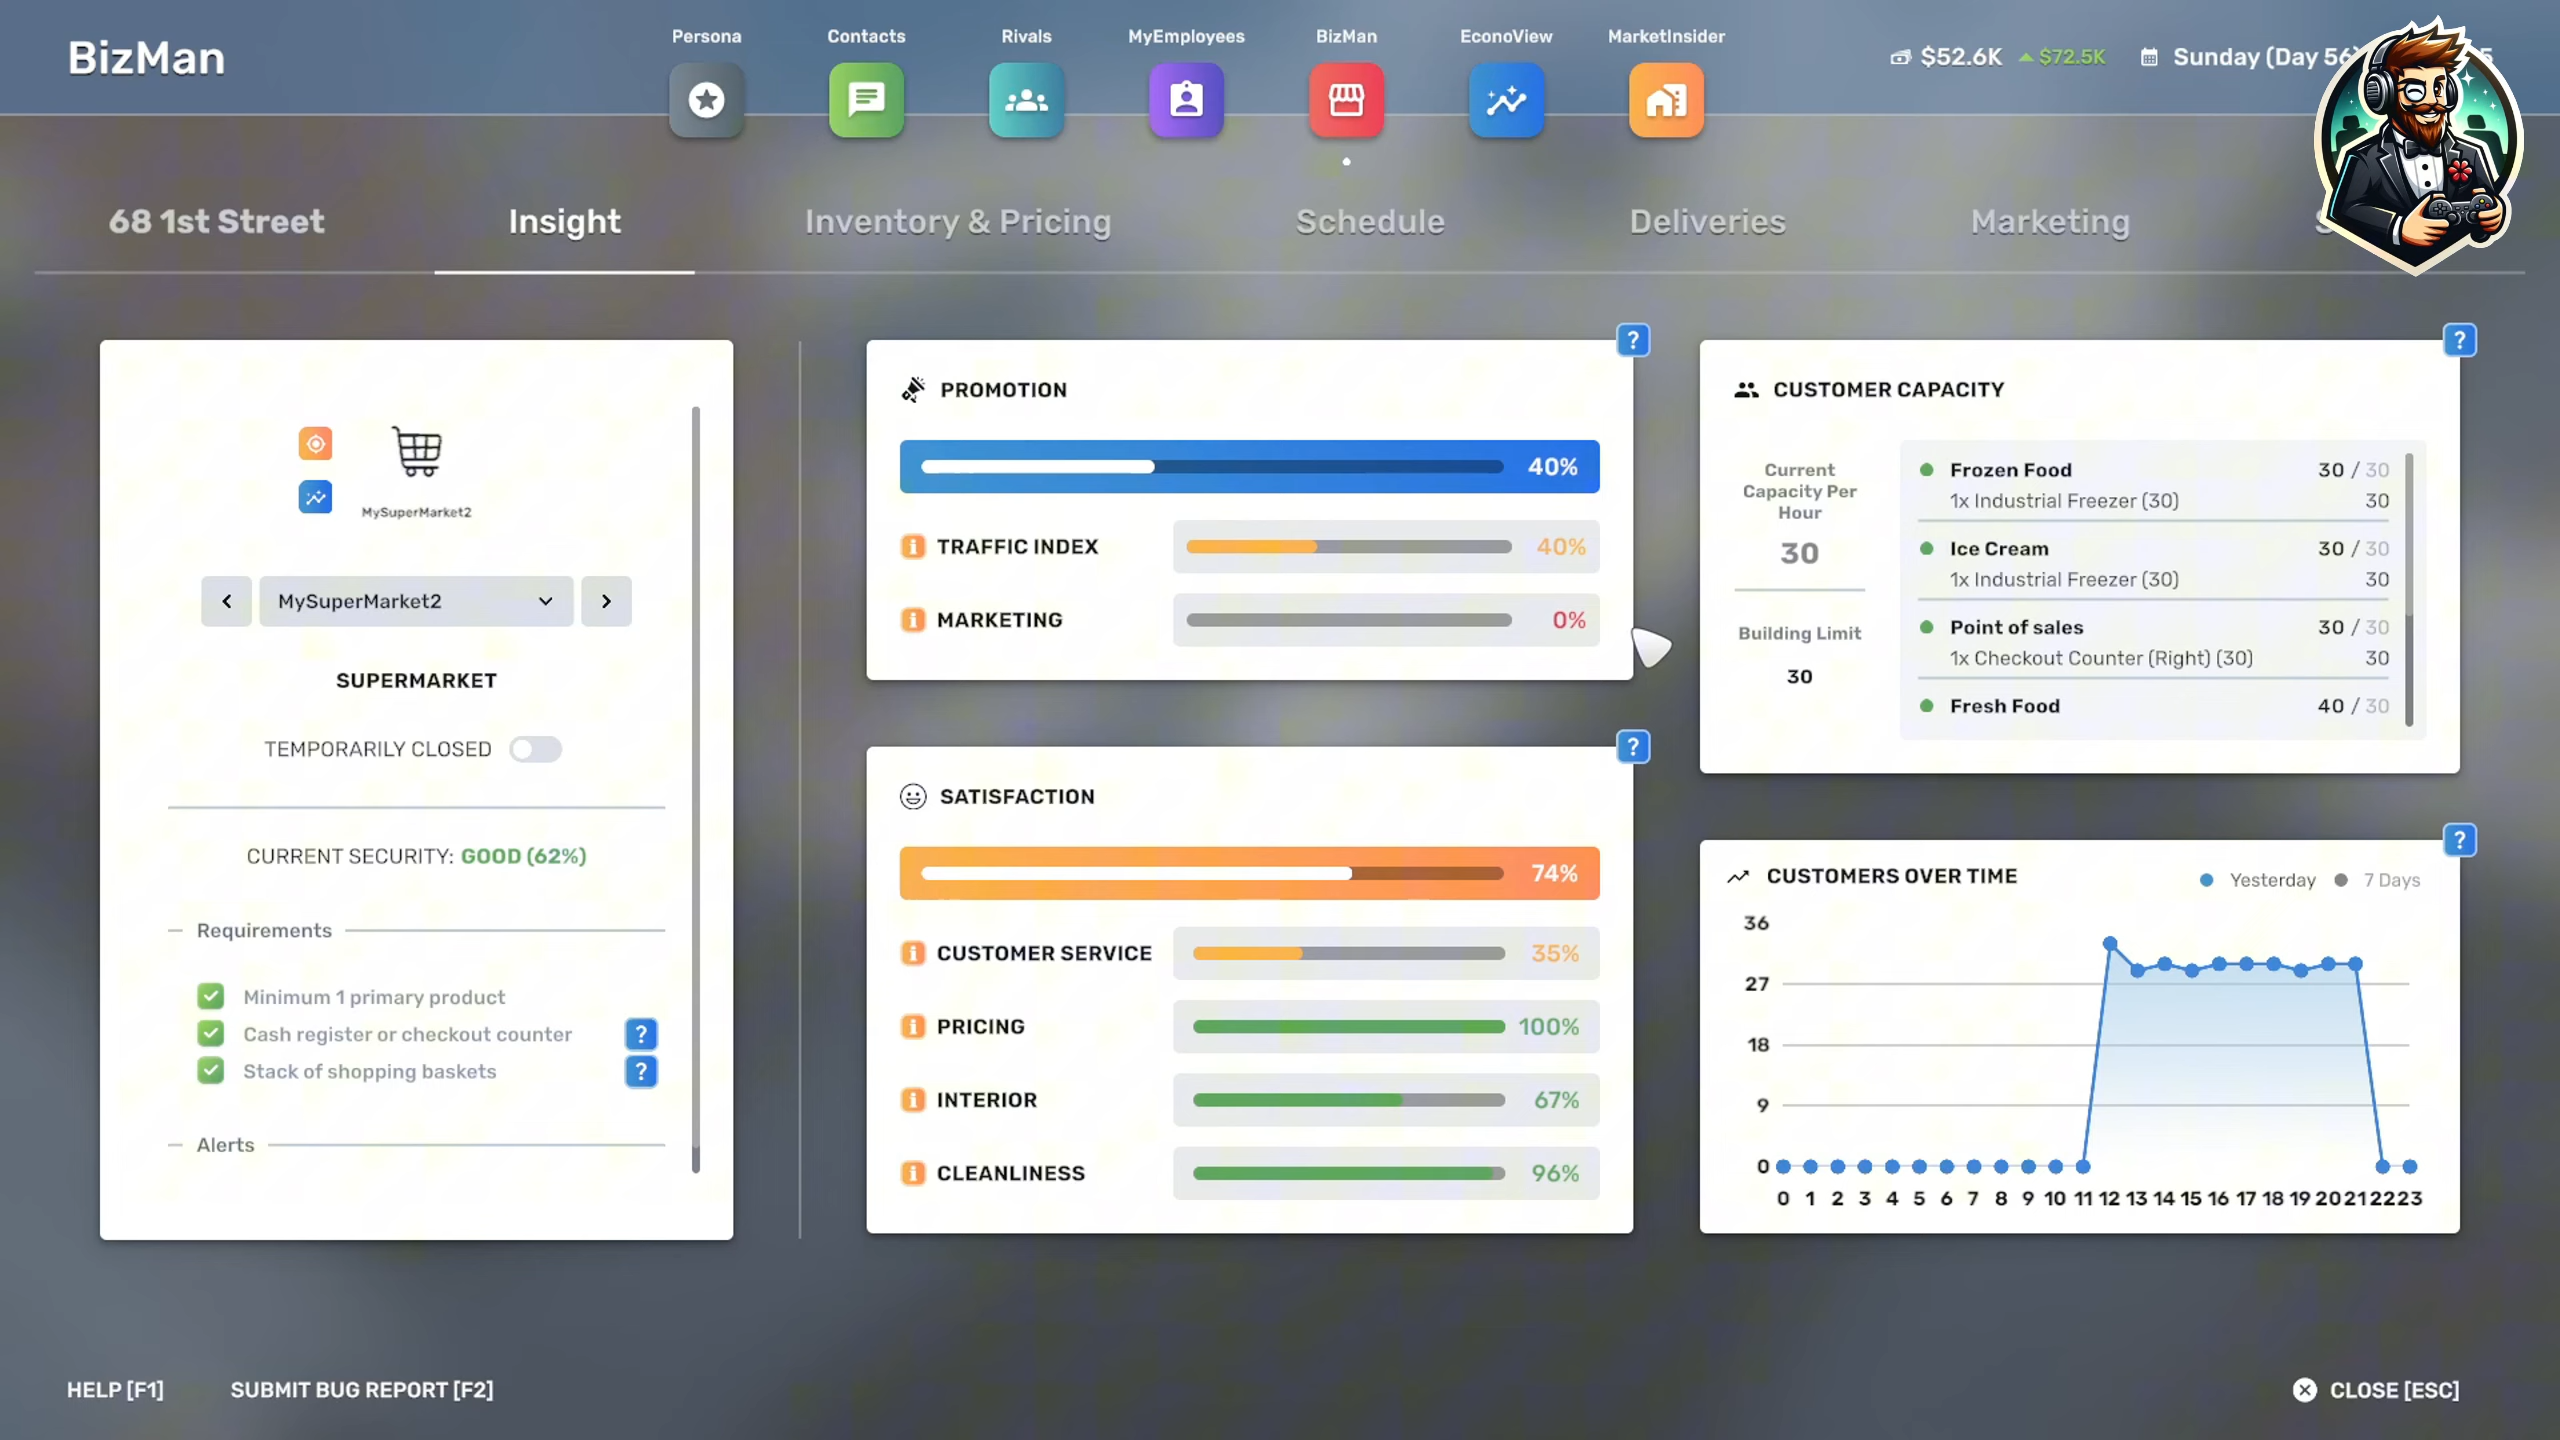 BizMan
Persona
Contacts
Rivals
MyEmployees
BizMan
EconoView
MarketInsider
$52.6K
$72.5K
Sunday (Day 56
68 1st Street
Insight
Inventory & Pricing
Schedule
Deliveries
Marketing
MySuperMarket2
MySuperMarket2
SUPERMARKET
TEMPORARILY CLOSED
CURRENT SECURITY: GOOD (62%)
Requirements
Minimum 1 primary product
Cash register or checkout counter ?
Stack of shopping baskets ?
Alerts
?
PROMOTION
40%
TRAFFIC INDEX 40%
MARKETING 0%
?
SATISFACTION
74%
CUSTOMER SERVICE 35%
PRICING 100%
INTERIOR 67%
CLEANLINESS 96%
?
CUSTOMER CAPACITY
Current
Capacity Per
Hour
30
Building Limit
30
Frozen Food 30 / 30
1x Industrial Freezer (30) 30
Ice Cream 30 / 30
1x Industrial Freezer (30) 30
Point of sales 30 / 30
1x Checkout Counter (Right) (30) 30
Fresh Food 40 / 30
?
CUSTOMERS OVER TIME
Yesterday 7 Days
36
27
18
9
0
0 1 2 3 4 5 6 7 8 9 10 11 12 13 14 15 16 17 18 19 20 21 22 23
HELP [F1]
SUBMIT BUG REPORT [F2]
CLOSE [ESC]